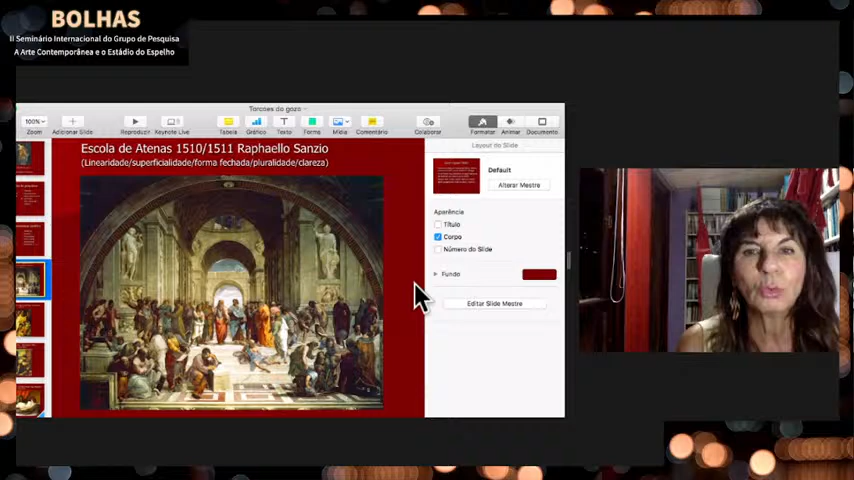 BOLHAS
II Seminário Internacional do Grupo de Pesquisa
A Arte Contemporânea e o Estádio do Espelho
Torções do gozo
100%
Zoom
Adicionar Slide
Reproduzir
Keynote Live
Tabela
Gráfico
Texto
Forma
Mídia
Comentário
Colaborar
Formatar
Animar
Documento
Escola de Atenas 1510/1511 Raphaello Sanzio
(Linearidade/superficialidade/forma fechada/pluralidade/clareza)
Layout do Slide
Default
Alterar Mestre
Aparência
Título
Corpo
Número do Slide
Fundo
Editar Slide Mestre